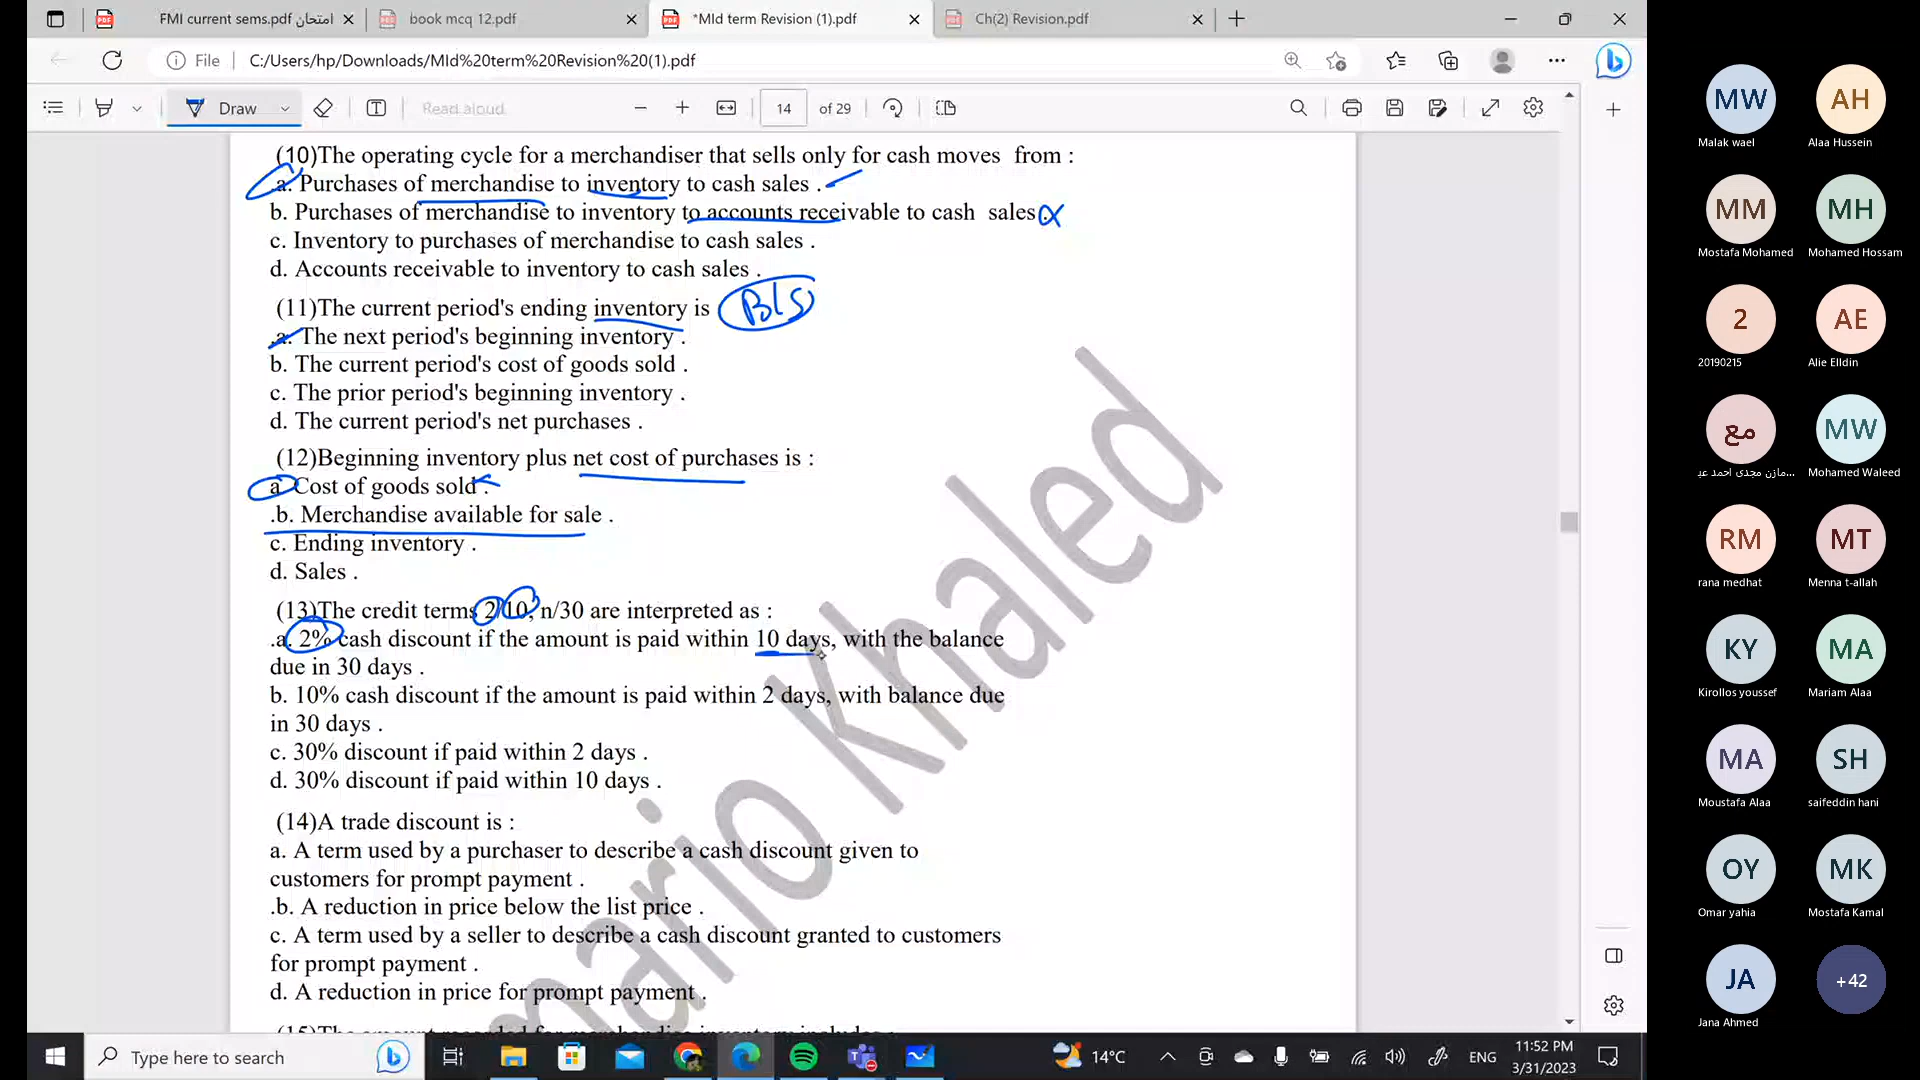 FMI current sems.pdf امتحان
book mcq 12.pdf
*MId term Revision (1).pdf
Ch(2) Revision.pdf
File
C:/Users/hp/Downloads/MId%20term%20Revision%20(1).pdf
Draw
Read aloud
14
of 29
(10)The operating cycle for a merchandiser that sells only for cash moves from :
.a. Purchases of merchandise to inventory to cash sales .
b. Purchases of merchandise to inventory to accounts receivable to cash sales.
c. Inventory to purchases of merchandise to cash sales .
d. Accounts receivable to inventory to cash sales .
(11)The current period's ending inventory is
B/S
.a. The next period's beginning inventory .
b. The current period's cost of goods sold .
c. The prior period's beginning inventory .
d. The current period's net purchases .
(12)Beginning inventory plus net cost of purchases is :
a. Cost of goods sold .
.b. Merchandise available for sale .
c. Ending inventory .
d. Sales .
(13)The credit terms 2/10, n/30 are interpreted as :
.a. 2% cash discount if the amount is paid within 10 days, with the balance
due in 30 days .
b. 10% cash discount if the amount is paid within 2 days, with balance due
in 30 days .
c. 30% discount if paid within 2 days .
d. 30% discount if paid within 10 days .
(14)A trade discount is :
a. A term used by a purchaser to describe a cash discount given to
customers for prompt payment .
.b. A reduction in price below the list price .
c. A term used by a seller to describe a cash discount granted to customers
for prompt payment .
d. A reduction in price for prompt payment .
(15)The amount recorded for merchandise inventory includes :
mario Khaled
MW
AH
Malak wael
Alaa Hussein
MM
MH
Mostafa Mohamed
Mohamed Hossam
2
AE
20190215
Alie Elldin
مع
MW
مازن مجدى احمد عبد...
Mohamed Waleed
RM
MT
rana medhat
Menna t-allah
KY
MA
Kirollos youssef
Mariam Alaa
MA
SH
Moustafa Alaa
saifeddin hani
OY
MK
Omar yahia
Mostafa Kamal
JA
+42
Jana Ahmed
Type here to search
14°C
ENG
11:52 PM
3/31/2023